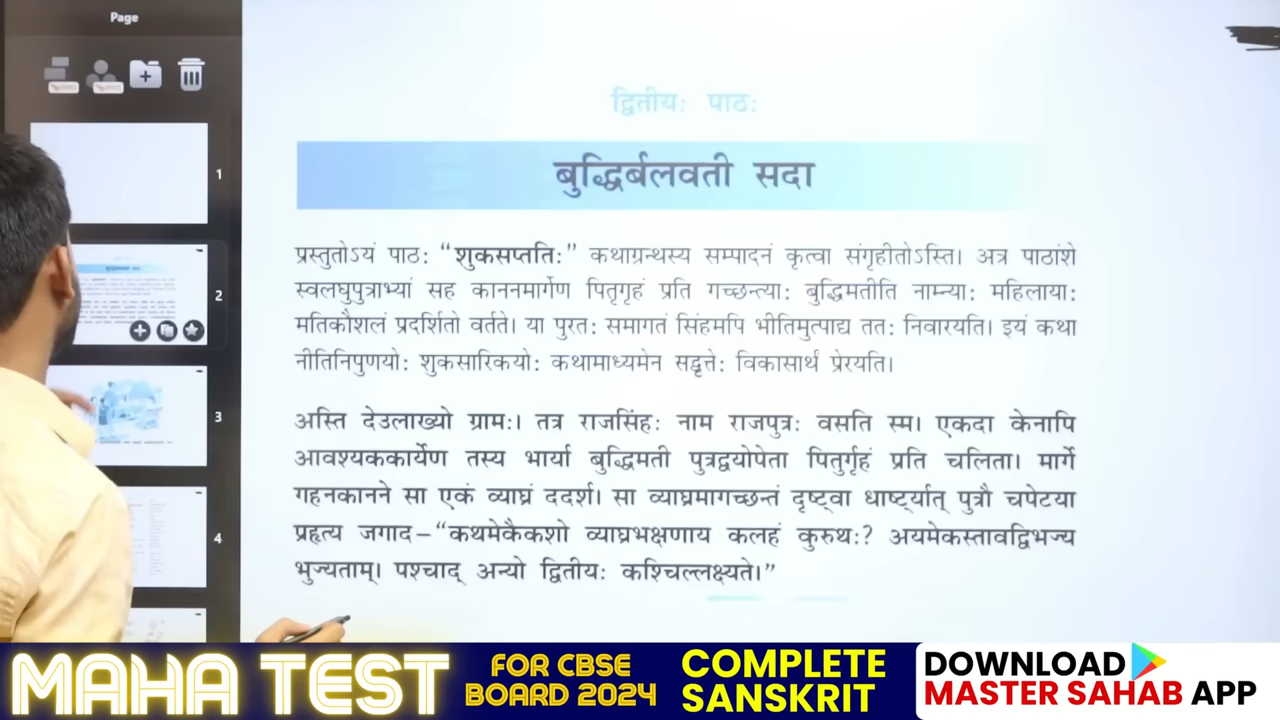 Page
1
2
3
4
द्वितीयः पाठः
बुद्धिर्बलवती सदा
प्रस्तुतोऽयं पाठः “शुकसप्ततिः” कथाग्रन्थस्य सम्पादनं कृत्वा संगृहीतोऽस्ति। अत्र पाठांशे
स्वलघुपुत्राभ्यां सह काननमार्गेण पितृगृहं प्रति गच्छन्त्याः बुद्धिमतीति नाम्न्याः महिलायाः
मतिकौशलं प्रदर्शितो वर्तते। या पुरतः समागतं सिंहमपि भीतिमुत्पाद्य ततः निवारयति। इयं कथा
नीतिनिपुणयोः शुकसारिकयोः कथामाध्यमेन सद्वृत्तेः विकासार्थं प्रेरयति।
अस्ति देउलाख्यो ग्रामः। तत्र राजसिंहः नाम राजपुत्रः वसति स्म। एकदा केनापि
आवश्यककार्येण तस्य भार्या बुद्धिमती पुत्रद्वयोपेता पितुर्गृहं प्रति चलिता। मार्गे
गहनकानने सा एकं व्याघ्रं ददर्श। सा व्याघ्रमागच्छन्तं दृष्ट्वा धाष्ट्र्यात् पुत्रौ चपेटया
प्रहृत्य जगाद–“कथमेकैकशो व्याघ्रभक्षणाय कलहं कुरुथः? अयमेकस्तावद्विभज्य
भुज्यताम्। पश्चाद् अन्यो द्वितीयः कश्चिल्लक्ष्यते।”
MAHA TEST
FOR CBSE
BOARD 2024
COMPLETE
SANSKRIT
DOWNLOAD
MASTER SAHAB APP